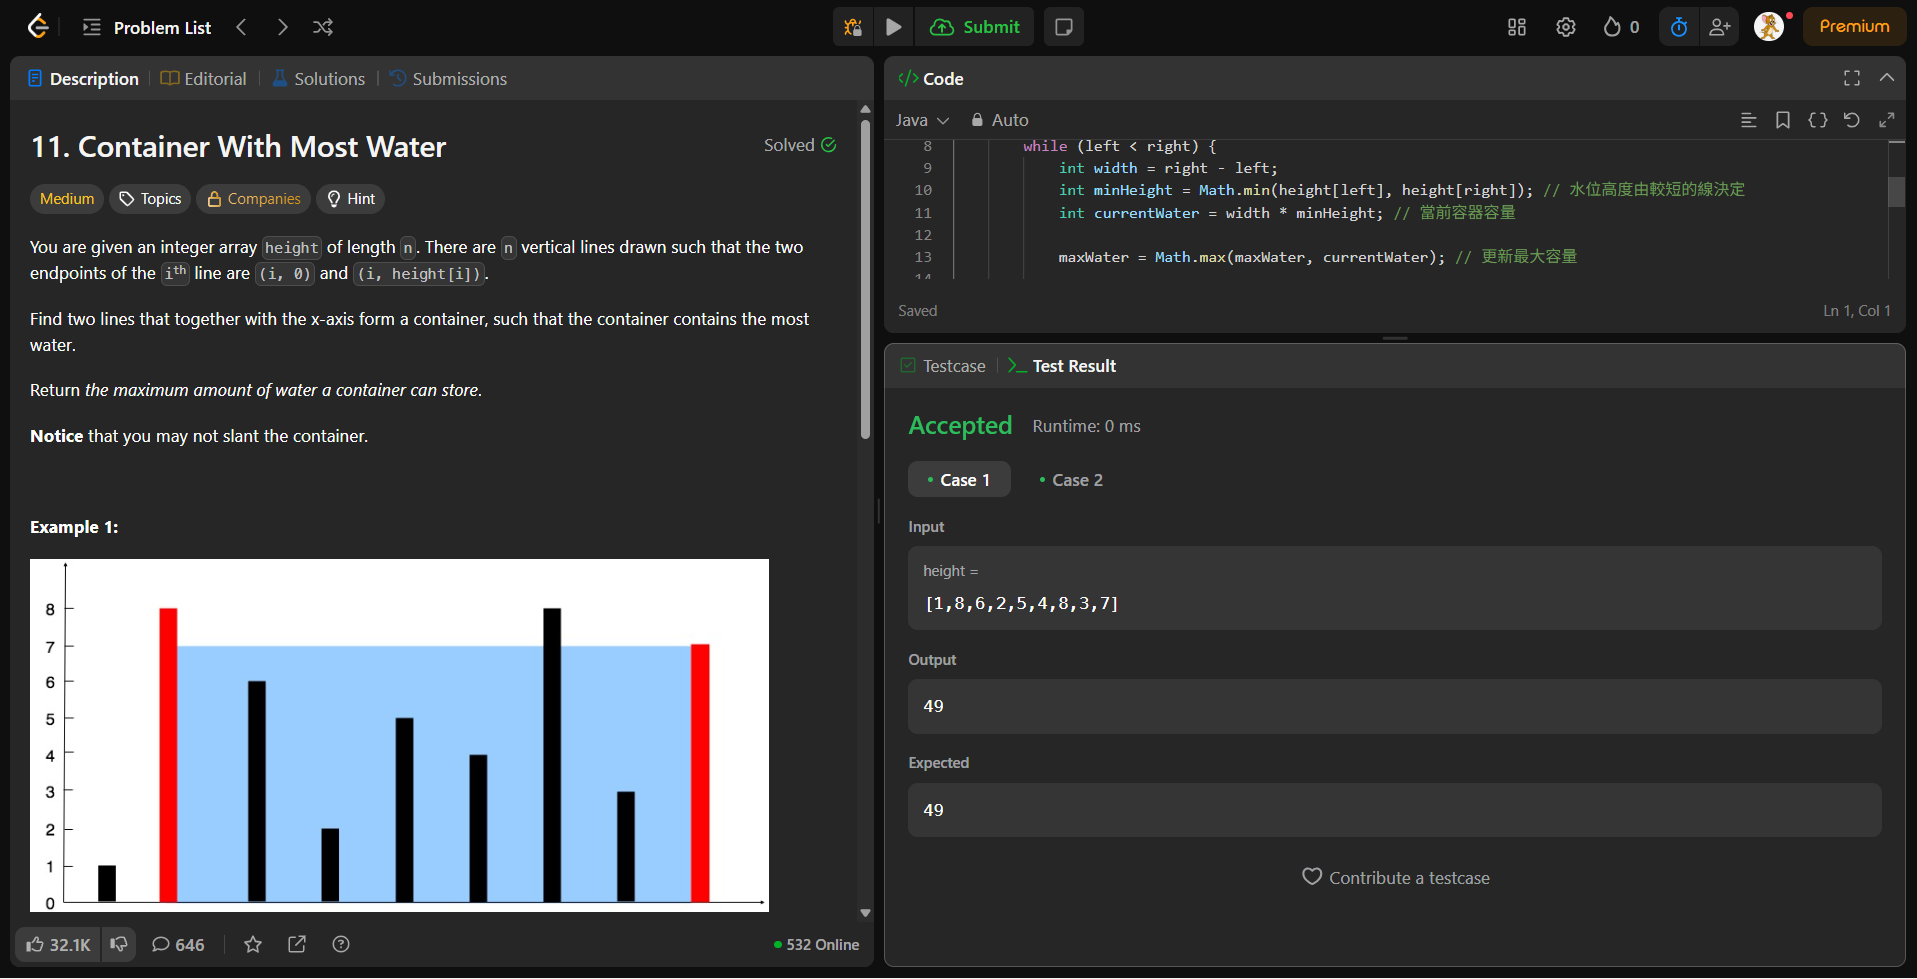 Problem List
Submit
0
Premium
Description
Editorial
Solutions
Submissions
11. Container With Most Water
Solved
Medium
Topics
Companies
Hint
You are given an integer array height of length n. There are n vertical lines drawn such that the two
endpoints of the ith line are (i, 0) and (i, height[i]).
Find two lines that together with the x-axis form a container, such that the container contains the most
water.
Return the maximum amount of water a container can store.
Notice that you may not slant the container.
Example 1:
8
7
6
5
4
3
2
1
0
32.1K
646
532 Online
</> Code
Java
Auto
8 while (left < right) {
9 int width = right - left;
10 int minHeight = Math.min(height[left], height[right]); // 水位高度由較短的線決定
11 int currentWater = width * minHeight; // 當前容器容量
12
13 maxWater = Math.max(maxWater, currentWater); // 更新最大容量
14
Saved
Ln 1, Col 1
Testcase
Test Result
Accepted
Runtime: 0 ms
Case 1
Case 2
Input
height =
[1,8,6,2,5,4,8,3,7]
Output
49
Expected
49
Contribute a testcase